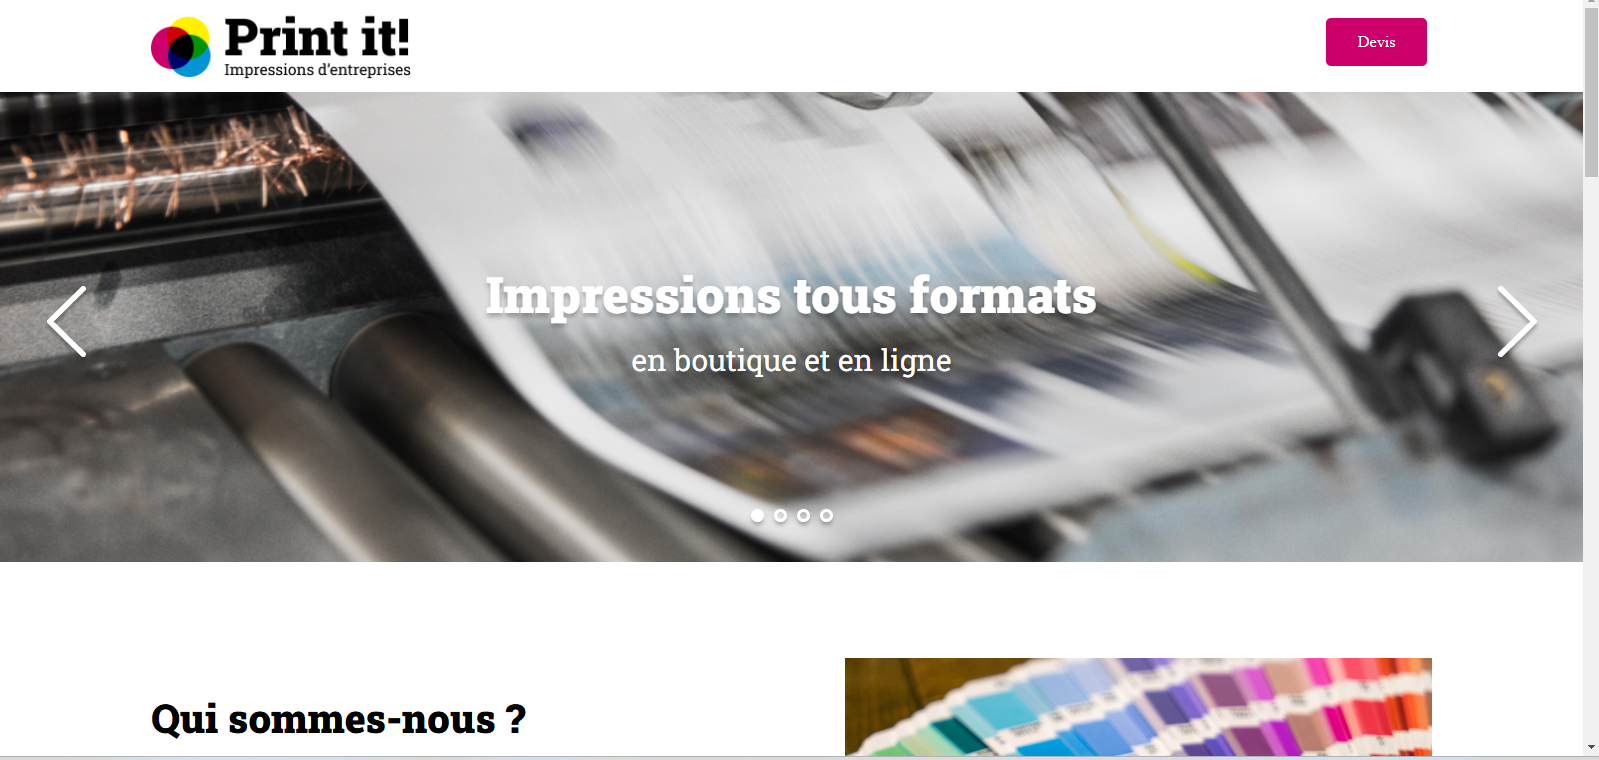 Print it!
Impressions d'entreprises
Devis
Impressions tous formats
en boutique et en ligne
Qui sommes-nous ?